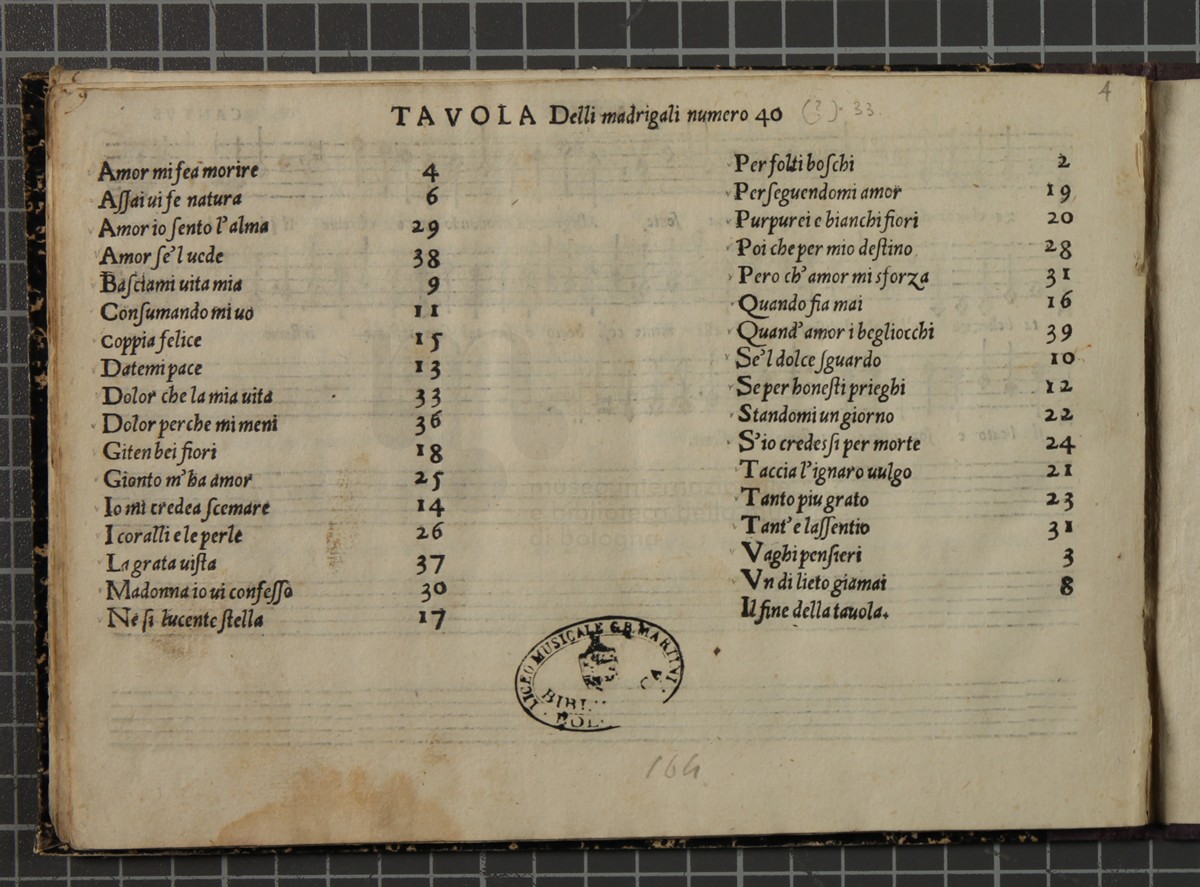 4
TAVOLA Delli madrigali numero 40 (?) · 33
Amor mi fea morire 4
Aſſai ui fe natura 6
Amor io ſento l'alma 29
Amor ſe'l uede 38
Baſciami uita mia 9
Conſumando mi uo 11
coppia felice 15
Datemi pace 13
Dolor che la mia uita 33
Dolor perche mi meni 36
Giten bei fiori 18
Gionto m'ha amor 25
Io mi credea ſcemare 14
I coralli e le perle 26
La grata uiſta 37
Madonna io ui confeſſo 30
Ne ſi lucente ſtella 17
Per folti boſchi 2
Perſeguendomi amor 19
Purpurei e bianchi fiori 20
Poi che per mio deſtino 28
Pero ch'amor mi sforza 31
Quando fia mai 16
Quand'amor i begliocchi 39
Se'l dolce ſguardo 10
Se per honeſti prieghi 12
Standomi un giorno 22
S'io credeſſi per morte 24
Taccia l'ignaro uulgo 21
Tanto piu grato 23
Tant'e laſſentio 31
Vaghi penſieri 3
Vn di lieto giamai 8
Il fine della tauola.
LICEO MUSICALE G.B. MARTINI
164